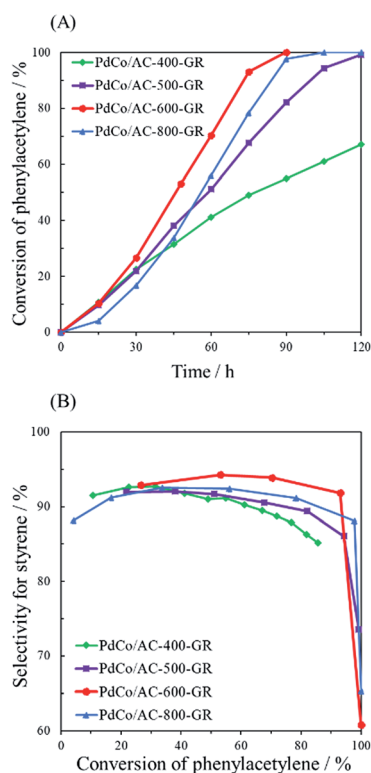 (A)
100
80
60
40
20
0
Conversion of phenylacetylene / %
PdCo/AC-400-GR
PdCo/AC-500-GR
PdCo/AC-600-GR
PdCo/AC-800-GR
0 30 60 90 120
Time / h
(B)
100
90
80
70
60
Selectivity for styrene / %
PdCo/AC-400-GR
PdCo/AC-500-GR
PdCo/AC-600-GR
PdCo/AC-800-GR
0 20 40 60 80 100
Conversion of phenylacetylene / %